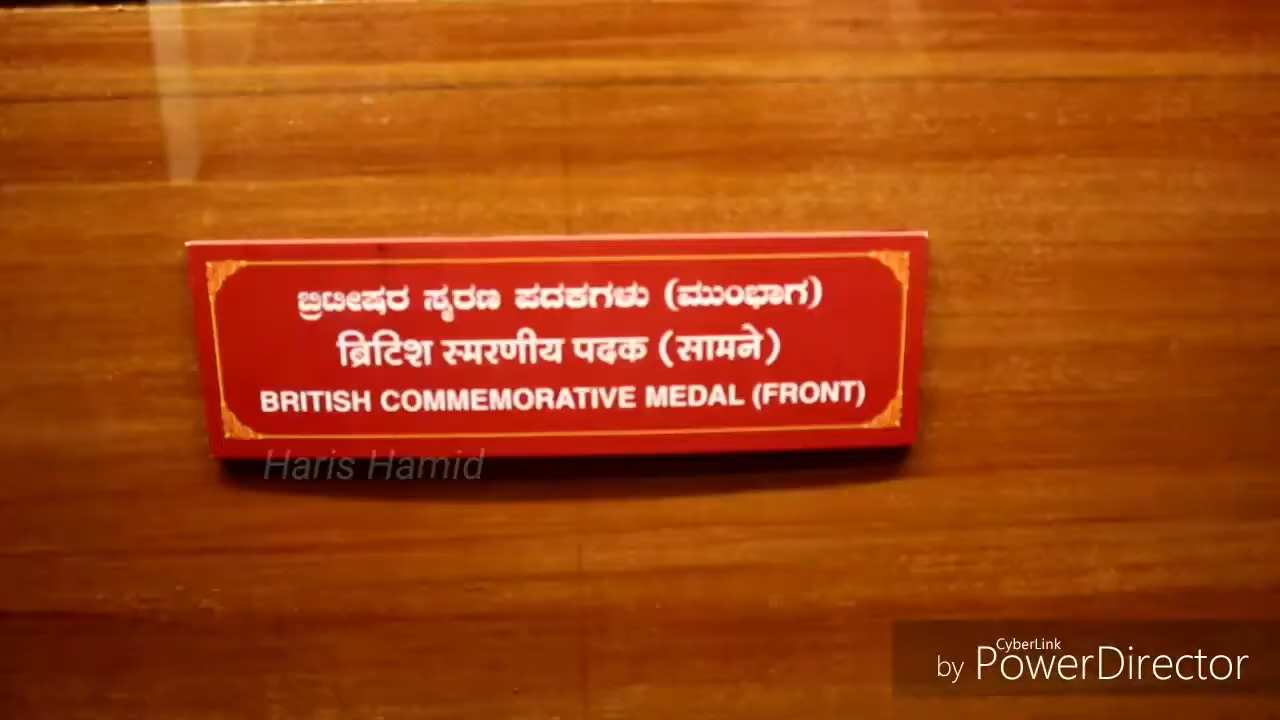 ಬ್ರಿಟೀಷರ ಸ್ಮರಣ ಪದಕಗಳು (ಮುಂಭಾಗ)
ब्रिटिश स्मरणीय पदक (सामने)
BRITISH COMMEMORATIVE MEDAL (FRONT)
Haris Hamid
CyberLink
by PowerDirector